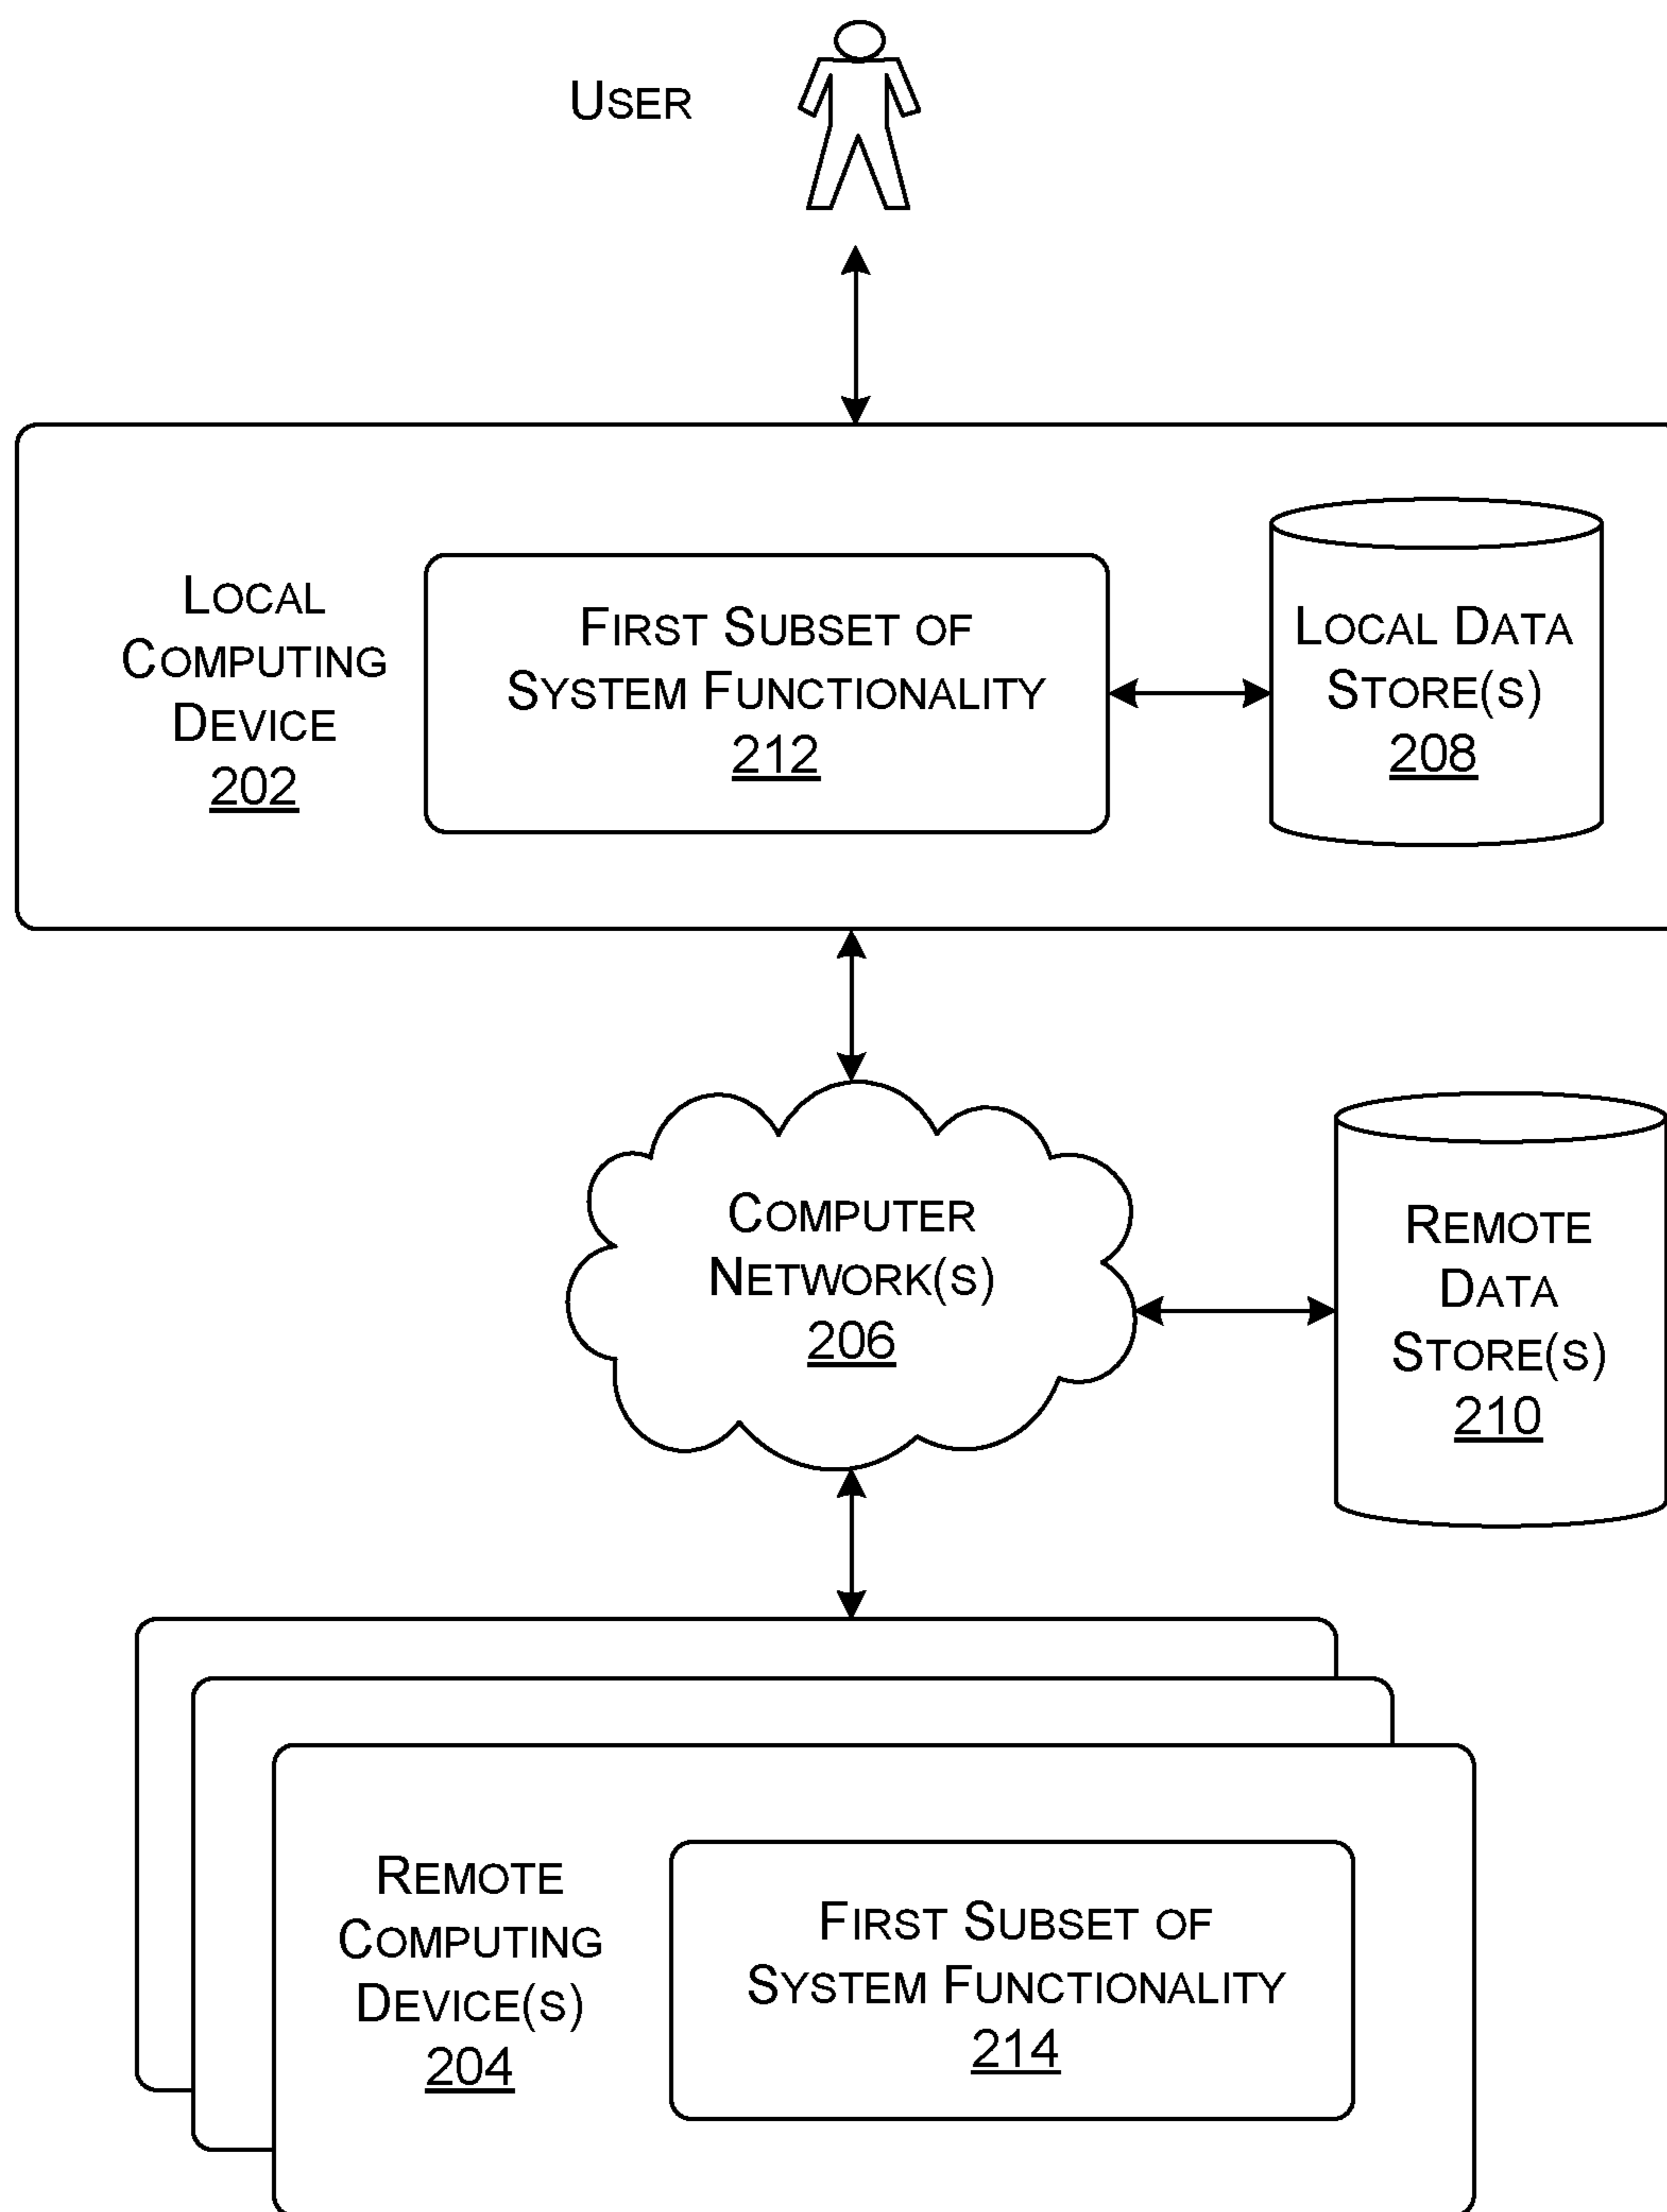 USER
LOCAL
COMPUTING
DEVICE
202
FIRST SUBSET OF
SYSTEM FUNCTIONALITY
212
LOCAL DATA
STORE(S)
208
COMPUTER
NETWORK(S)
206
REMOTE
DATA
STORE(S)
210
REMOTE
COMPUTING
DEVICE(S)
204
FIRST SUBSET OF
SYSTEM FUNCTIONALITY
214